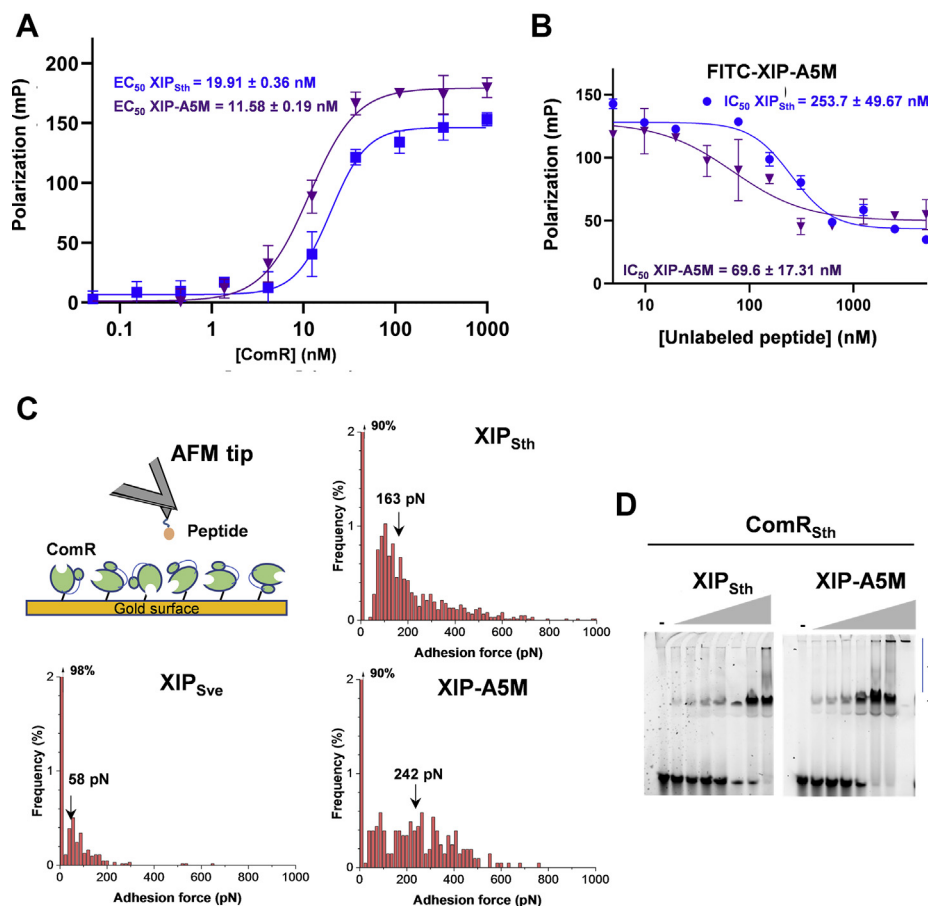 A
200
150
100
50
0
Polarization (mP)
EC50 XIPSth = 19.91 ± 0.36 nM
EC50 XIP-A5M = 11.58 ± 0.19 nM
0.1 1 10 100 1000
[ComR] (nM)
B
FITC-XIP-A5M
150
100
50
0
Polarization (mP)
IC50 XIPSth = 253.7 ± 49.67 nM
IC50 XIP-A5M = 69.6 ± 17.31 nM
10 100 1000
[Unlabeled peptide] (nM)
C
AFM tip
Peptide
ComR
Gold surface
XIPSth
90%
163 pN
2
1
0
Frequency (%)
0 200 400 600 800 1000
Adhesion force (pN)
XIPSve
98%
58 pN
2
1
0
Frequency (%)
0 200 400 600 800 1000
Adhesion force (pN)
XIP-A5M
90%
242 pN
2
1
0
Frequency (%)
0 200 400 600 800 1000
Adhesion force (pN)
D
ComRSth
XIPSth XIP-A5M
- -